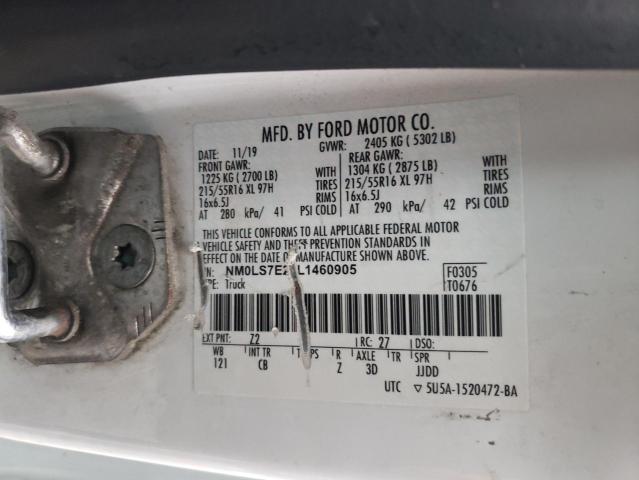 MFD. BY FORD MOTOR CO.
DATE: 11/19 GVWR: 2405 KG ( 5302 LB)
FRONT GAWR: REAR GAWR:
1225 KG ( 2700 LB) WITH 1304 KG ( 2875 LB) WITH
215/55R16 XL 97H TIRES 215/55R16 XL 97H TIRES
16x6.5J RIMS 16x6.5J RIMS
AT 280 kPa/ 41 PSI COLD AT 290 kPa/ 42 PSI COLD
THIS VEHICLE CONFORMS TO ALL APPLICABLE FEDERAL MOTOR
VEHICLE SAFETY AND THEFT PREVENTION STANDARDS IN
EFFECT ON THE DATE OF MANUFACTURE SHOWN ABOVE.
F0305
T0676
Truck
EXT PNT: Z2 RC: 27 DSO:
WB INT TR R AXLE TR SPR
121 CB Z 3D JJDD
UTC ▽ 5U5A-1520472-BA